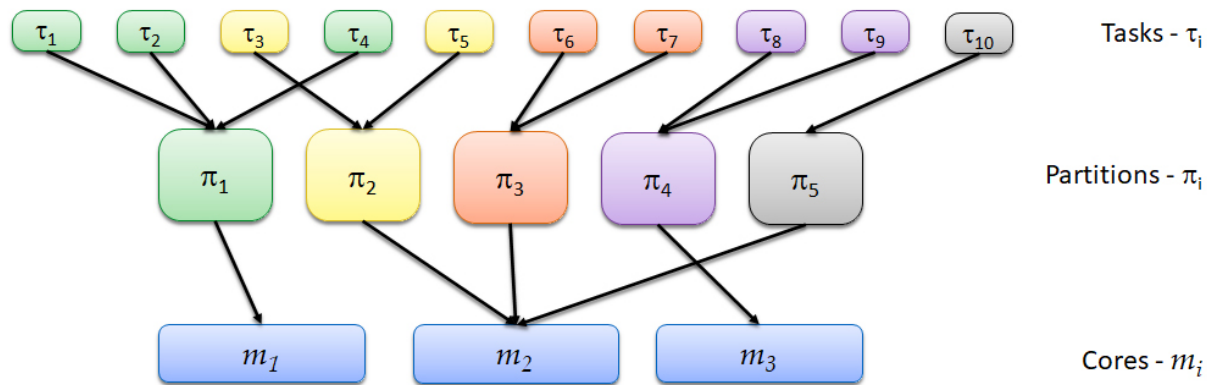 τ1 τ2 τ3 τ4 τ5 τ6 τ7 τ8 τ9 τ10 Tasks - τi
π1 π2 π3 π4 π5 Partitions - πi
m1 m2 m3 Cores - mi